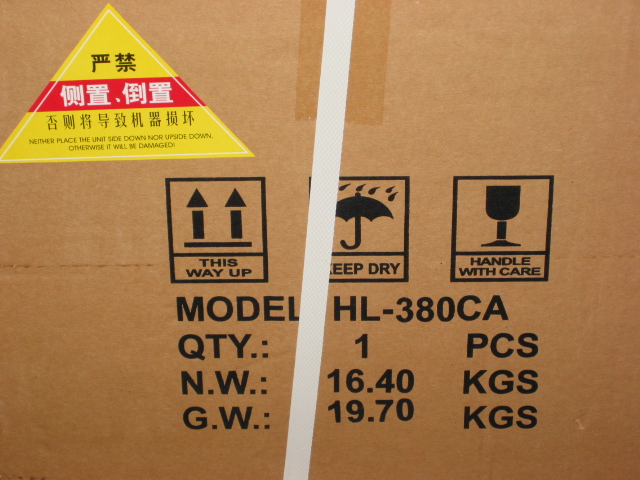 严禁
侧置、倒置
否则将导致机器损坏
NEITHER PLACE THE UNIT SIDE DOWN NOR UPSIDE DOWN,
OTHERWISE IT WILL BE DAMAGED!
THIS
WAY UP
KEEP DRY
HANDLE
WITH CARE
MODEL HL-380CA
QTY.: 1 PCS
N.W.: 16.40 KGS
G.W.: 19.70 KGS